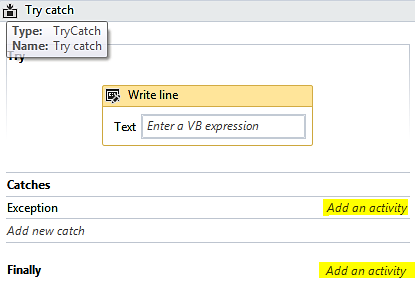 Try catch
Type: TryCatch
Name: Try catch
Try
Write line
Text Enter a VB expression
Catches
Exception Add an activity
Add new catch
Finally Add an activity